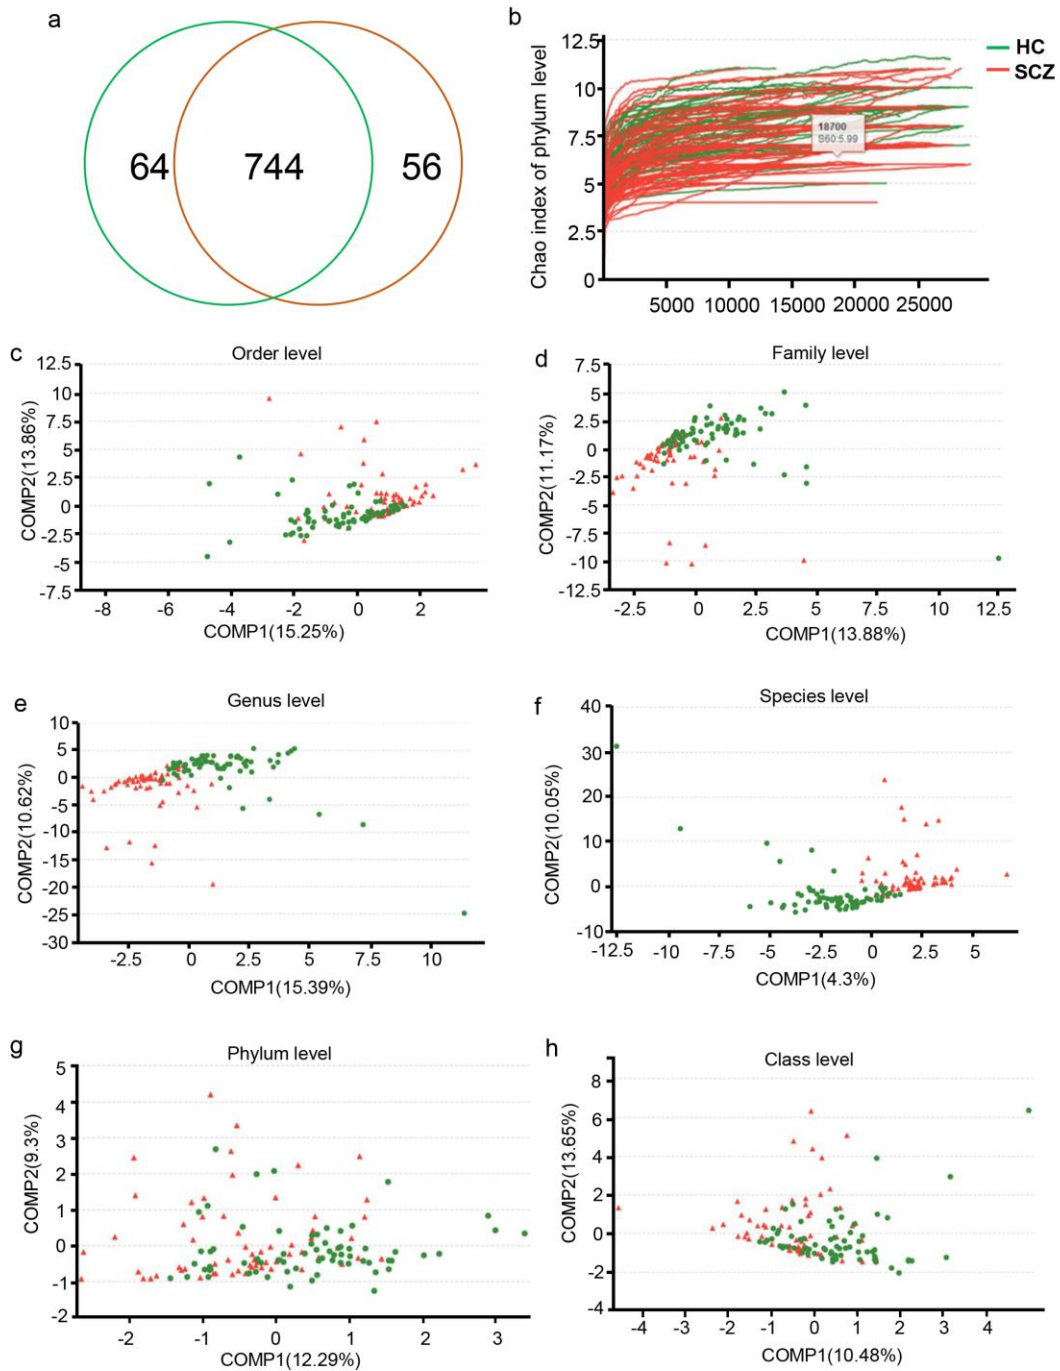 a
64
744
56
b
Chao index of phylum level
12.5
10.0
7.5
5
2.5
0
5000 10000 15000 20000 25000
18700
S60:5.99
HC
SCZ
c
Order level
COMP2(13.86%)
12.5
10
7.5
5
2.5
0
-2.5
-5
-7.5
-8 -6 -4 -2 0 2
COMP1(15.25%)
d
Family level
COMP2(11.17%)
7.5
5
2.5
0
-2.5
-5
-7.5
-10
-12.5
-2.5 0 2.5 5 7.5 10 12.5
COMP1(13.88%)
e
Genus level
COMP2(10.62%)
10
5
0
-5
-10
-15
-20
-25
-30
-2.5 0 2.5 5 7.5 10
COMP1(15.39%)
f
Species level
COMP2(10.05%)
40
30
20
10
0
-10
-12.5 -10 -7.5 -5 -2.5 0 2.5 5
COMP1(4.3%)
g
Phylum level
COMP2(9.3%)
5
4
3
2
1
0
-1
-2
-2 -1 0 1 2 3
COMP1(12.29%)
h
Class level
COMP2(13.65%)
8
6
4
2
0
-2
-4
-4 -3 -2 -1 0 1 2 3 4
COMP1(10.48%)